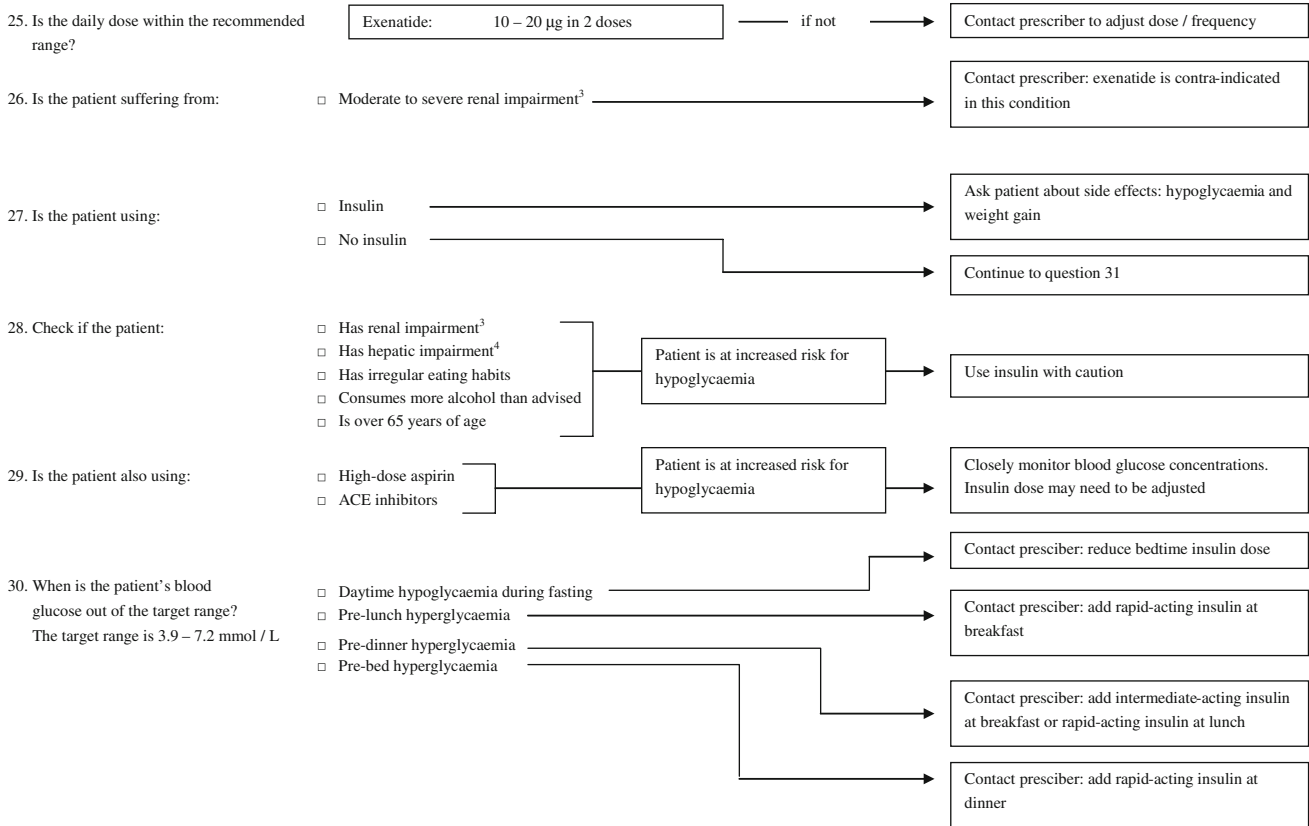 25. Is the daily dose within the recommended
range?
Exenatide: 10 – 20 µg in 2 doses
if not
Contact prescriber to adjust dose / frequency
26. Is the patient suffering from:
□ Moderate to severe renal impairment³
Contact prescriber: exenatide is contra-indicated
in this condition
27. Is the patient using:
□ Insulin
Ask patient about side effects: hypoglycaemia and
weight gain
□ No insulin
Continue to question 31
28. Check if the patient:
□ Has renal impairment³
□ Has hepatic impairment⁴
□ Has irregular eating habits
□ Consumes more alcohol than advised
□ Is over 65 years of age
Patient is at increased risk for
hypoglycaemia
Use insulin with caution
29. Is the patient also using:
□ High-dose aspirin
□ ACE inhibitors
Patient is at increased risk for
hypoglycaemia
Closely monitor blood glucose concentrations.
Insulin dose may need to be adjusted
30. When is the patient’s blood
glucose out of the target range?
The target range is 3.9 – 7.2 mmol / L
□ Daytime hypoglycaemia during fasting
Contact presciber: reduce bedtime insulin dose
□ Pre-lunch hyperglycaemia
Contact presciber: add rapid-acting insulin at
breakfast
□ Pre-dinner hyperglycaemia
Contact presciber: add intermediate-acting insulin
at breakfast or rapid-acting insulin at lunch
□ Pre-bed hyperglycaemia
Contact presciber: add rapid-acting insulin at
dinner